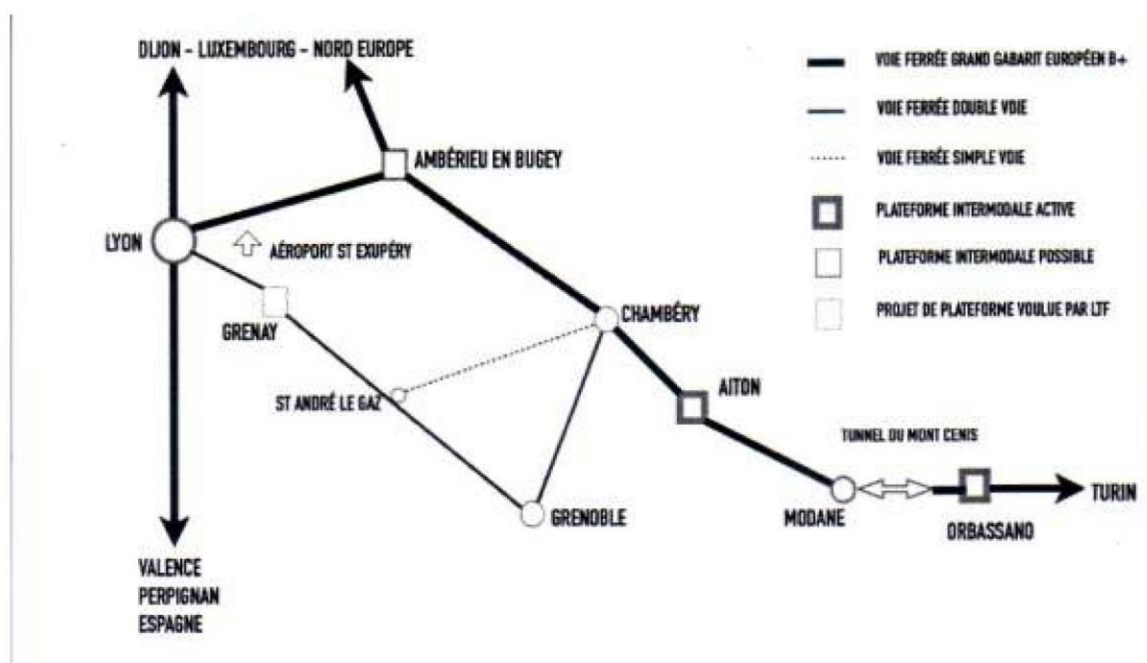 DIJON - LUXEMBOURG - NORD EUROPE
VOIE FERRÉE GRAND GABARIT EUROPÉEN B+
VOIE FERRÉE DOUBLE VOIE
VOIE FERRÉE SIMPLE VOIE
AMBÉRIEU EN BUGEY
PLATEFORME INTERMODALE ACTIVE
LYON
AÉROPORT ST EXUPÉRY
PLATEFORME INTERMODALE POSSIBLE
PROJET DE PLATEFORME VOULUE PAR LTF
CHAMBÉRY
GRENAY
AITON
ST ANDRÉ LE GAZ
TUNNEL DU MONT CENIS
GRENOBLE
MODANE
TURIN
ORBASSANO
VALENCE
PERPIGNAN
ESPAGNE